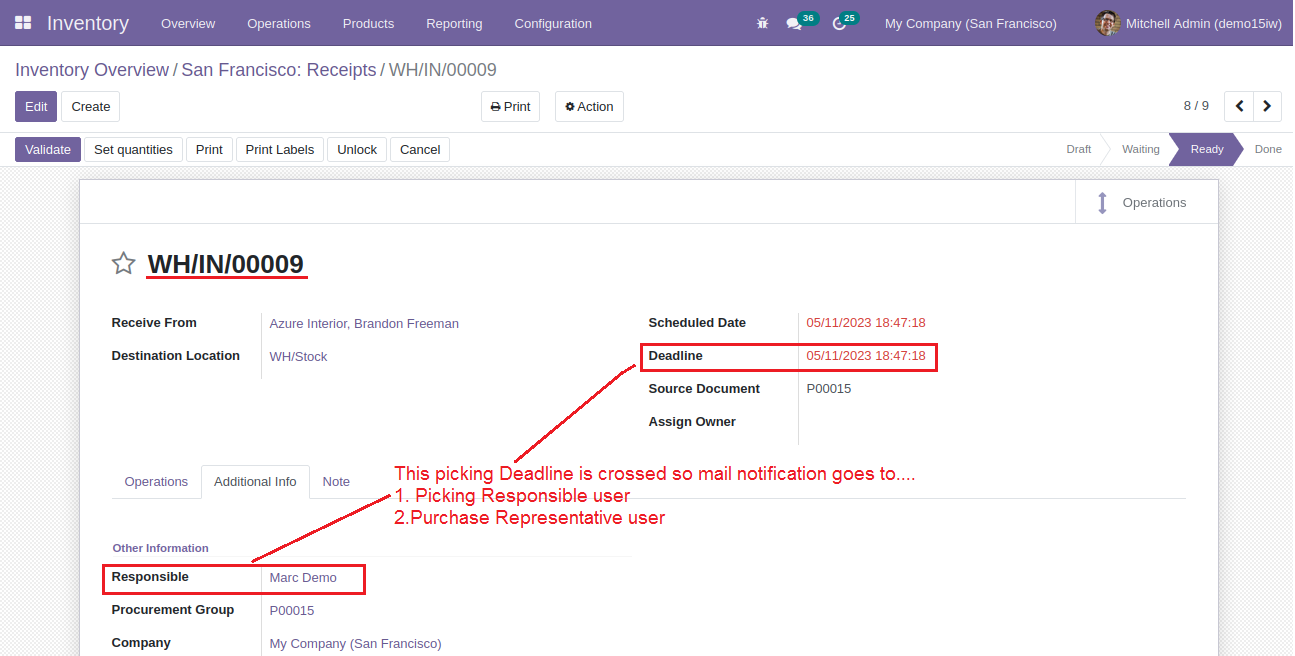 Inventory Overview Operations Products Reporting Configuration 36 25 My Company (San Francisco) Mitchell Admin (demo15iw)
Inventory Overview / San Francisco: Receipts / WH/IN/00009
Edit Create Print Action 8 / 9
Validate Set quantities Print Print Labels Unlock Cancel Draft Waiting Ready Done
Operations
WH/IN/00009
Receive From Azure Interior, Brandon Freeman Scheduled Date 05/11/2023 18:47:18
Destination Location WH/Stock Deadline 05/11/2023 18:47:18
Source Document P00015
Assign Owner
This picking Deadline is crossed so mail notification goes to....
Operations Additional Info Note
1. Picking Responsible user
2.Purchase Representative user
Other Information
Responsible Marc Demo
Procurement Group P00015
Company My Company (San Francisco)